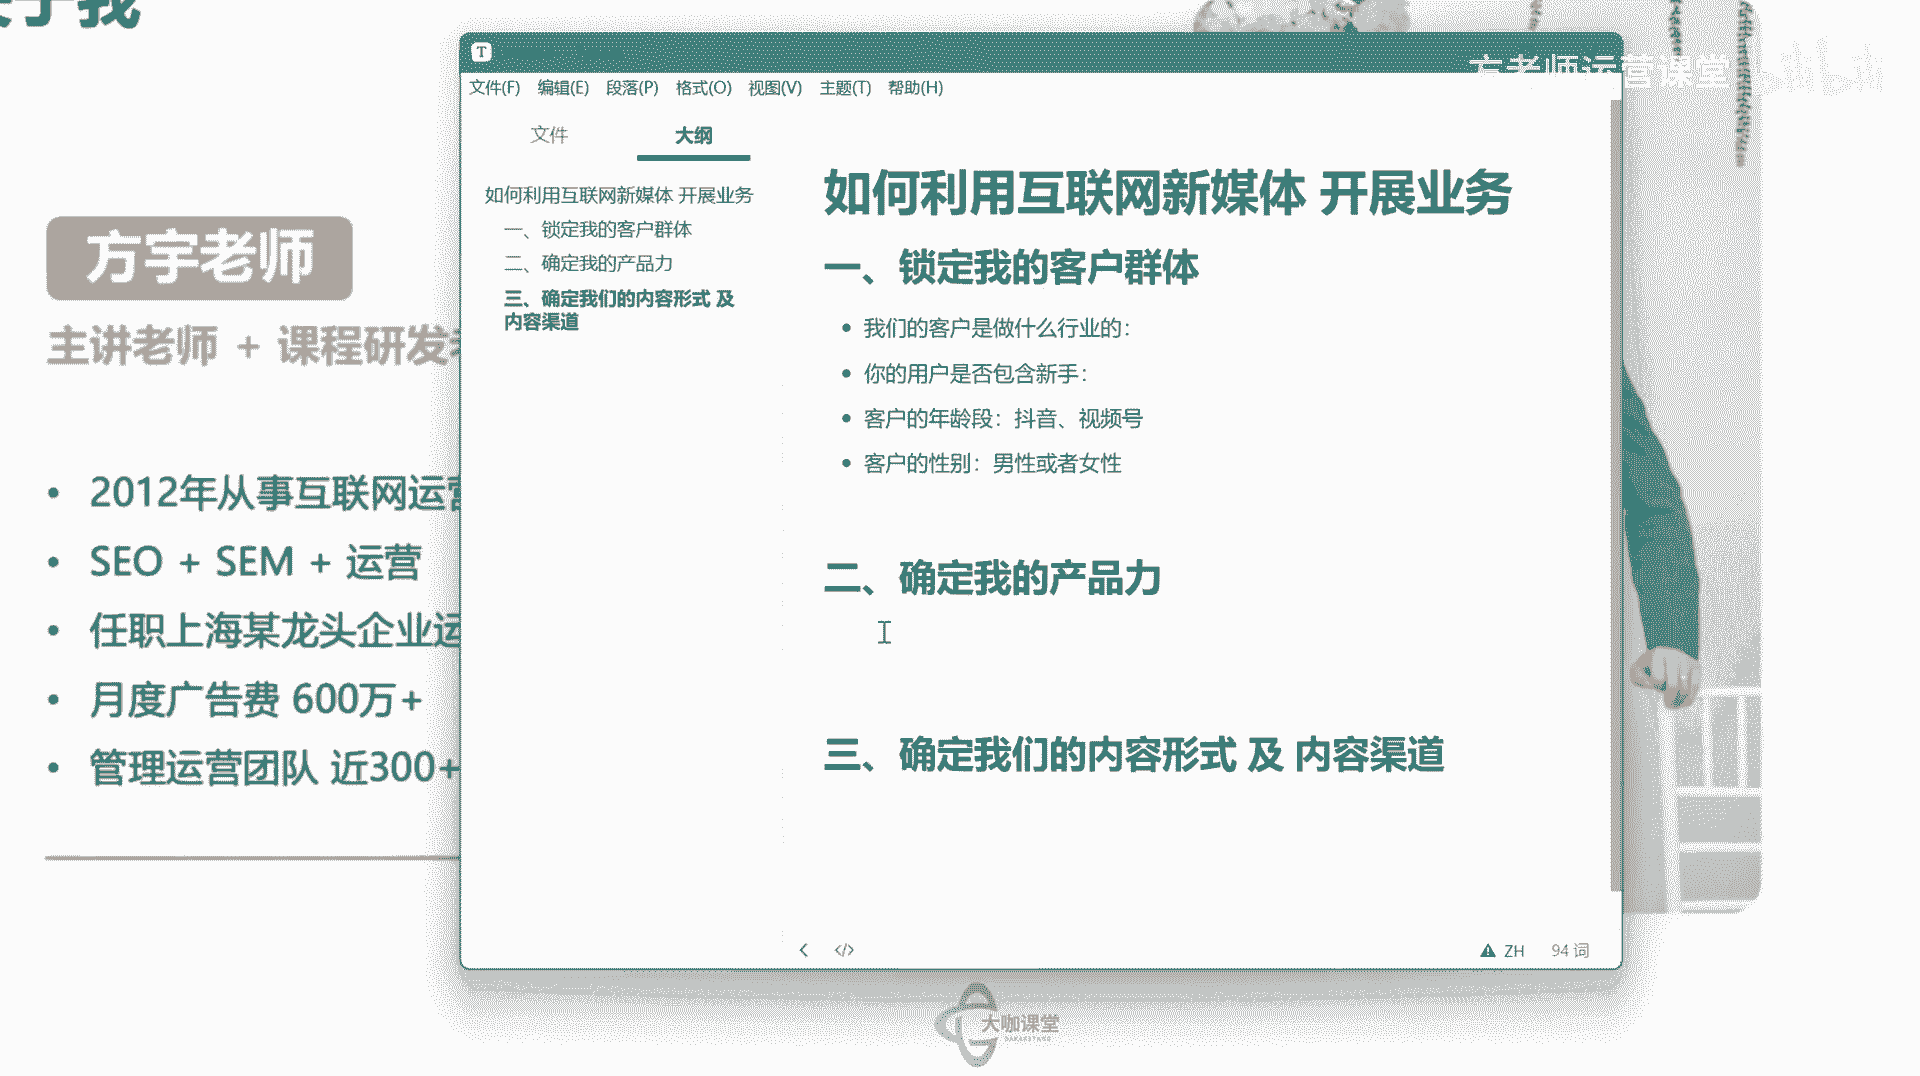 关于我
方宇老师
主讲老师 + 课程研发
2012年从事互联网运营
SEO + SEM + 运营
任职上海某龙头企业运
月度广告费 600万+
管理运营团队 近300+
T
文件(F) 编辑(E) 段落(P) 格式(O) 视图(V) 主题(T) 帮助(H)
文件 大纲
如何利用互联网新媒体 开展业务
一、锁定我的客户群体
二、确定我的产品力
三、确定我们的内容形式 及
内容渠道
如何利用互联网新媒体 开展业务
一、锁定我的客户群体
我们的客户是做什么行业的：
你的用户是否包含新手：
客户的年龄段：抖音、视频号
客户的性别：男性或者女性
二、确定我的产品力
三、确定我们的内容形式 及 内容渠道
ZH 94 词
方老师运营课堂 bilibili
大咖课堂